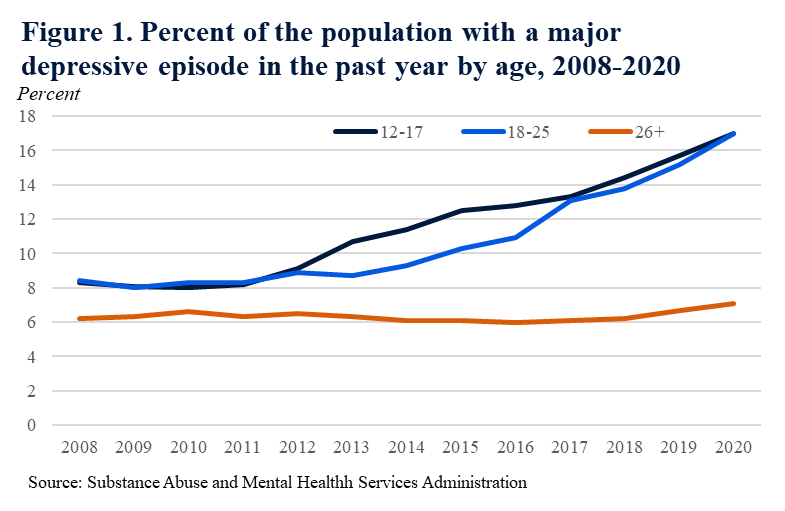 Figure 1. Percent of the population with a major
depressive episode in the past year by age, 2008-2020
Percent
18
12-17 18-25 26+
16
14
12
10
8
6
4
2
0
2008 2009 2010 2011 2012 2013 2014 2015 2016 2017 2018 2019 2020
Source: Substance Abuse and Mental Healthh Services Administration